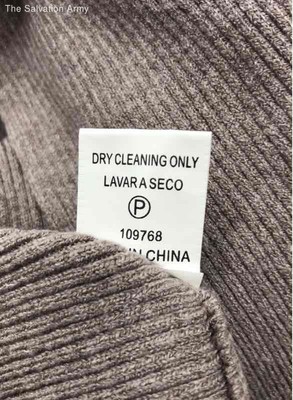 The Salvation Army
DRY CLEANING ONLY
LAVAR A SECO
P
109768
IN CHINA